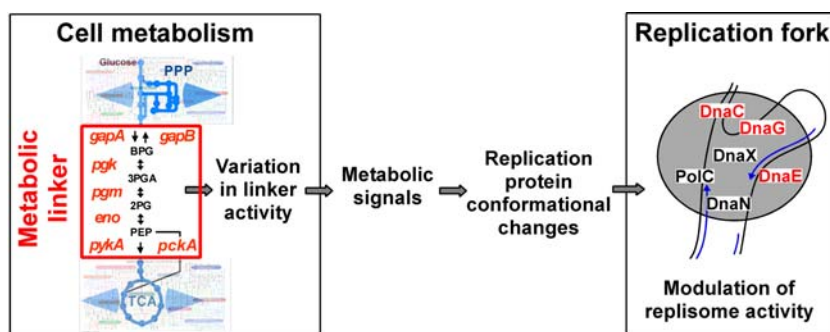 Cell metabolism
Glucose
PPP
Metabolic
linker
gapA
gapB
BPG
pgk
3PGA
pgm
2PG
eno
PEP
pykA
pckA
TCA
Variation
in linker
activity
Metabolic
signals
Replication
protein
conformational
changes
Replication fork
DnaC
DnaG
DnaX
PolC
DnaE
DnaN
Modulation of
replisome activity